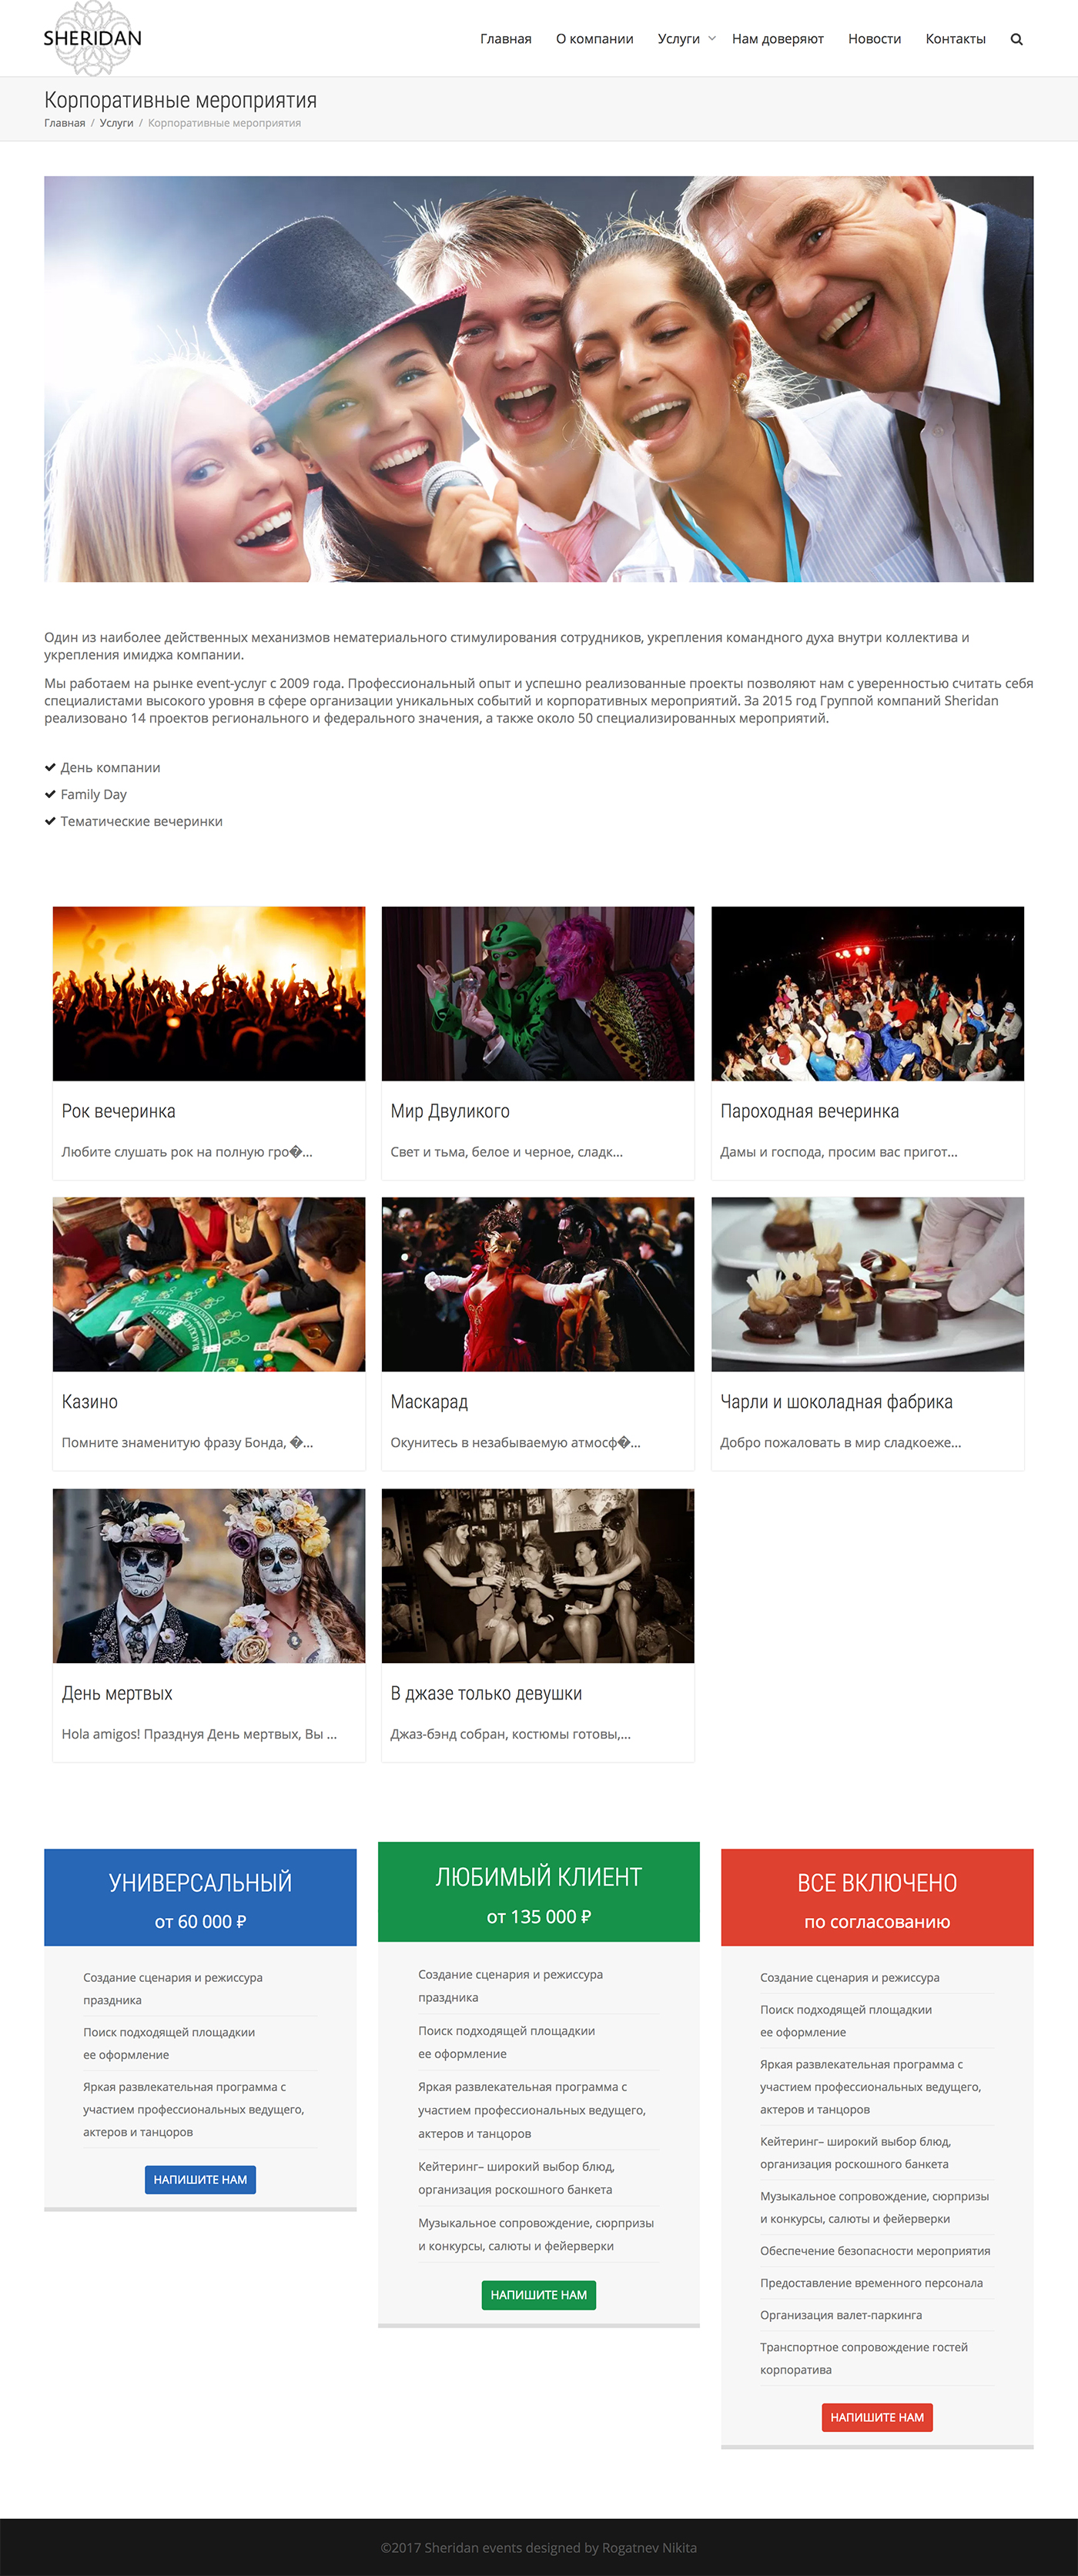 SHERIDAN
Главная О компании Услуги Нам доверяют Новости Контакты
Корпоративные мероприятия
Главная / Услуги / Корпоративные мероприятия
Один из наиболее действенных механизмов нематериального стимулирования сотрудников, укрепления командного духа внутри коллектива и
укрепления имиджа компании.
Мы работаем на рынке event-услуг с 2009 года. Профессиональный опыт и успешно реализованные проекты позволяют нам с уверенностью считать себя
специалистами высокого уровня в сфере организации уникальных событий и корпоративных мероприятий. За 2015 год Группой компаний Sheridan
реализовано 14 проектов регионального и федерального значения, а также около 50 специализированных мероприятий.
День компании
Family Day
Тематические вечеринки
Рок вечеринка
Любите слушать рок на полную гро�...
Мир Двуликого
Свет и тьма, белое и черное, сладк...
Пароходная вечеринка
Дамы и господа, просим вас пригот...
Казино
Помните знаменитую фразу Бонда, �...
Маскарад
Окунитесь в незабываемую атмосф�...
Чарли и шоколадная фабрика
Добро пожаловать в мир сладкоеже...
День мертвых
Hola amigos! Празднуя День мертвых, Вы ...
В джазе только девушки
Джаз-бэнд собран, костюмы готовы,...
УНИВЕРСАЛЬНЫЙ
от 60 000 ₽
Создание сценария и режиссура
праздника
Поиск подходящей площадкии
ее оформление
Яркая развлекательная программа с
участием профессиональных ведущего,
актеров и танцоров
НАПИШИТЕ НАМ
ЛЮБИМЫЙ КЛИЕНТ
от 135 000 ₽
Создание сценария и режиссура
праздника
Поиск подходящей площадкии
ее оформление
Яркая развлекательная программа с
участием профессиональных ведущего,
актеров и танцоров
Кейтеринг– широкий выбор блюд,
организация роскошного банкета
Музыкальное сопровождение, сюрпризы
и конкурсы, салюты и фейерверки
НАПИШИТЕ НАМ
ВСЕ ВКЛЮЧЕНО
по согласованию
Создание сценария и режиссура
Поиск подходящей площадкии
ее оформление
Яркая развлекательная программа с
участием профессиональных ведущего,
актеров и танцоров
Кейтеринг– широкий выбор блюд,
организация роскошного банкета
Музыкальное сопровождение, сюрпризы
и конкурсы, салюты и фейерверки
Обеспечение безопасности мероприятия
Предоставление временного персонала
Организация валет-паркинга
Транспортное сопровождение гостей
корпоратива
НАПИШИТЕ НАМ
©2017 Sheridan events designed by Rogatnev Nikita